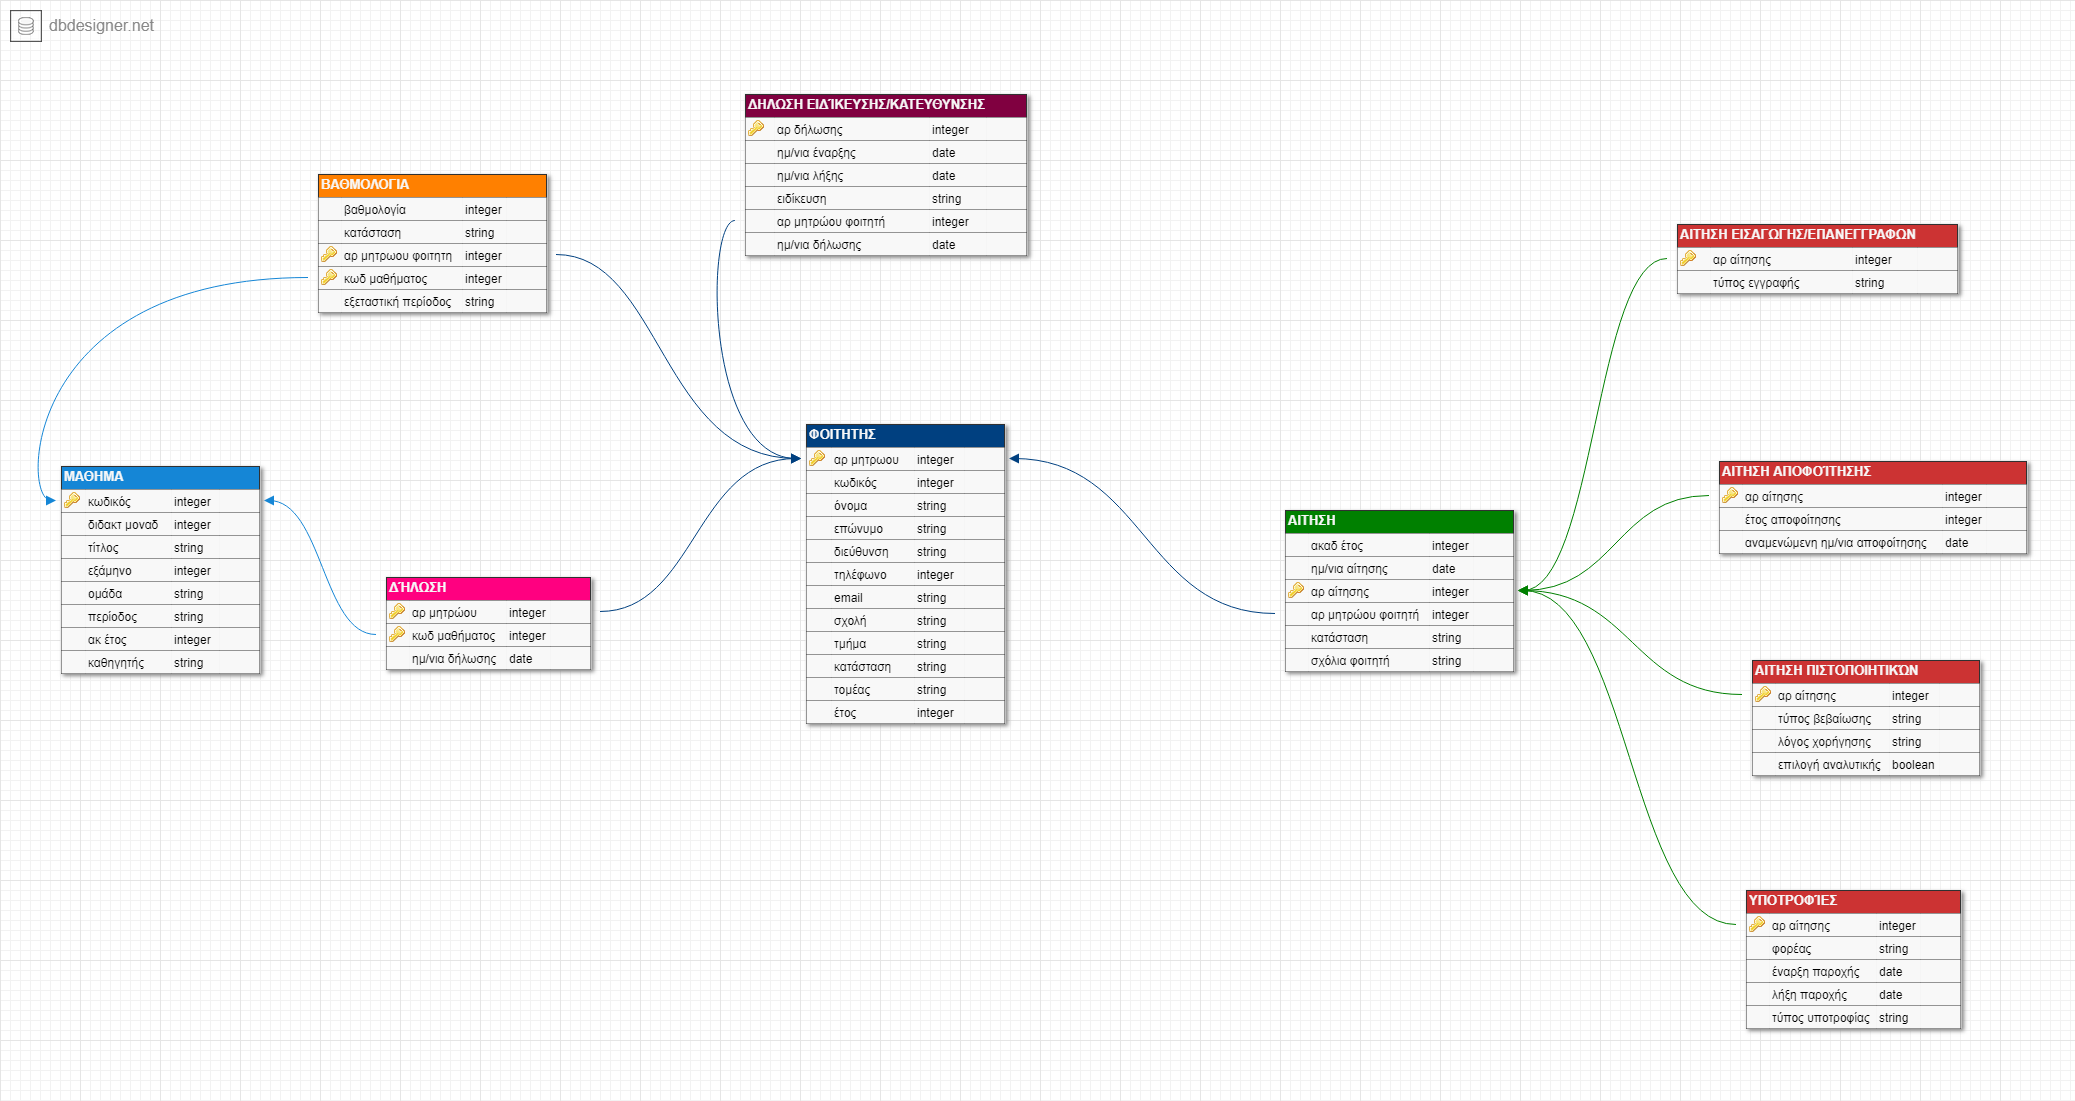 dbdesigner.net
ΔΗΛΩΣΗ ΕΙΔΊΚΕΥΣΗΣ/ΚΑΤΕΥΘΥΝΣΗΣ
αρ δήλωσης integer
ημ/νια έναρξης date
ημ/νια λήξης date
ειδίκευση string
αρ μητρώου φοιτητή integer
ημ/νια δήλωσης date
ΒΑΘΜΟΛΟΓΊΑ
βαθμολογία integer
κατάσταση string
αρ μητρωου φοιτητη integer
κωδ μαθήματος integer
εξεταστική περίοδος string
ΑΙΤΗΣΗ ΕΙΣΑΓΩΓΗΣ/ΕΠΑΝΕΓΓΡΑΦΩΝ
αρ αίτησης integer
τύπος εγγραφής string
ΦΟΙΤΗΤΗΣ
αρ μητρωου integer
κωδικός integer
όνομα string
επώνυμο string
διεύθυνση string
τηλέφωνο integer
email string
σχολή string
τμήμα string
κατάσταση string
τομέας string
έτος integer
ΜΑΘΗΜΑ
κωδικός integer
διδακτ μοναδ integer
τίτλος string
εξάμηνο integer
ομάδα string
περίοδος string
ακ έτος integer
καθηγητής string
ΔΉΛΩΣΗ
αρ μητρώου integer
κωδ μαθήματος integer
ημ/νια δήλωσης date
ΑΙΤΗΣΗ
ακαδ έτος integer
ημ/νια αίτησης date
αρ αίτησης integer
αρ μητρώου φοιτητή integer
κατάσταση string
σχόλια φοιτητή string
ΑΙΤΗΣΗ ΑΠΟΦΟΊΤΗΣΗΣ
αρ αίτησης integer
έτος αποφοίτησης integer
αναμενώμενη ημ/νια αποφοίτησης date
ΑΙΤΗΣΗ ΠΙΣΤΟΠΟΙΗΤΙΚΏΝ
αρ αίτησης integer
τύπος βεβαίωσης string
λόγος χορήγησης string
επιλογή αναλυτικής boolean
ΥΠΟΤΡΟΦΊΕΣ
αρ αίτησης integer
φορέας string
έναρξη παροχής date
λήξη παροχής date
τύπος υποτροφίας string